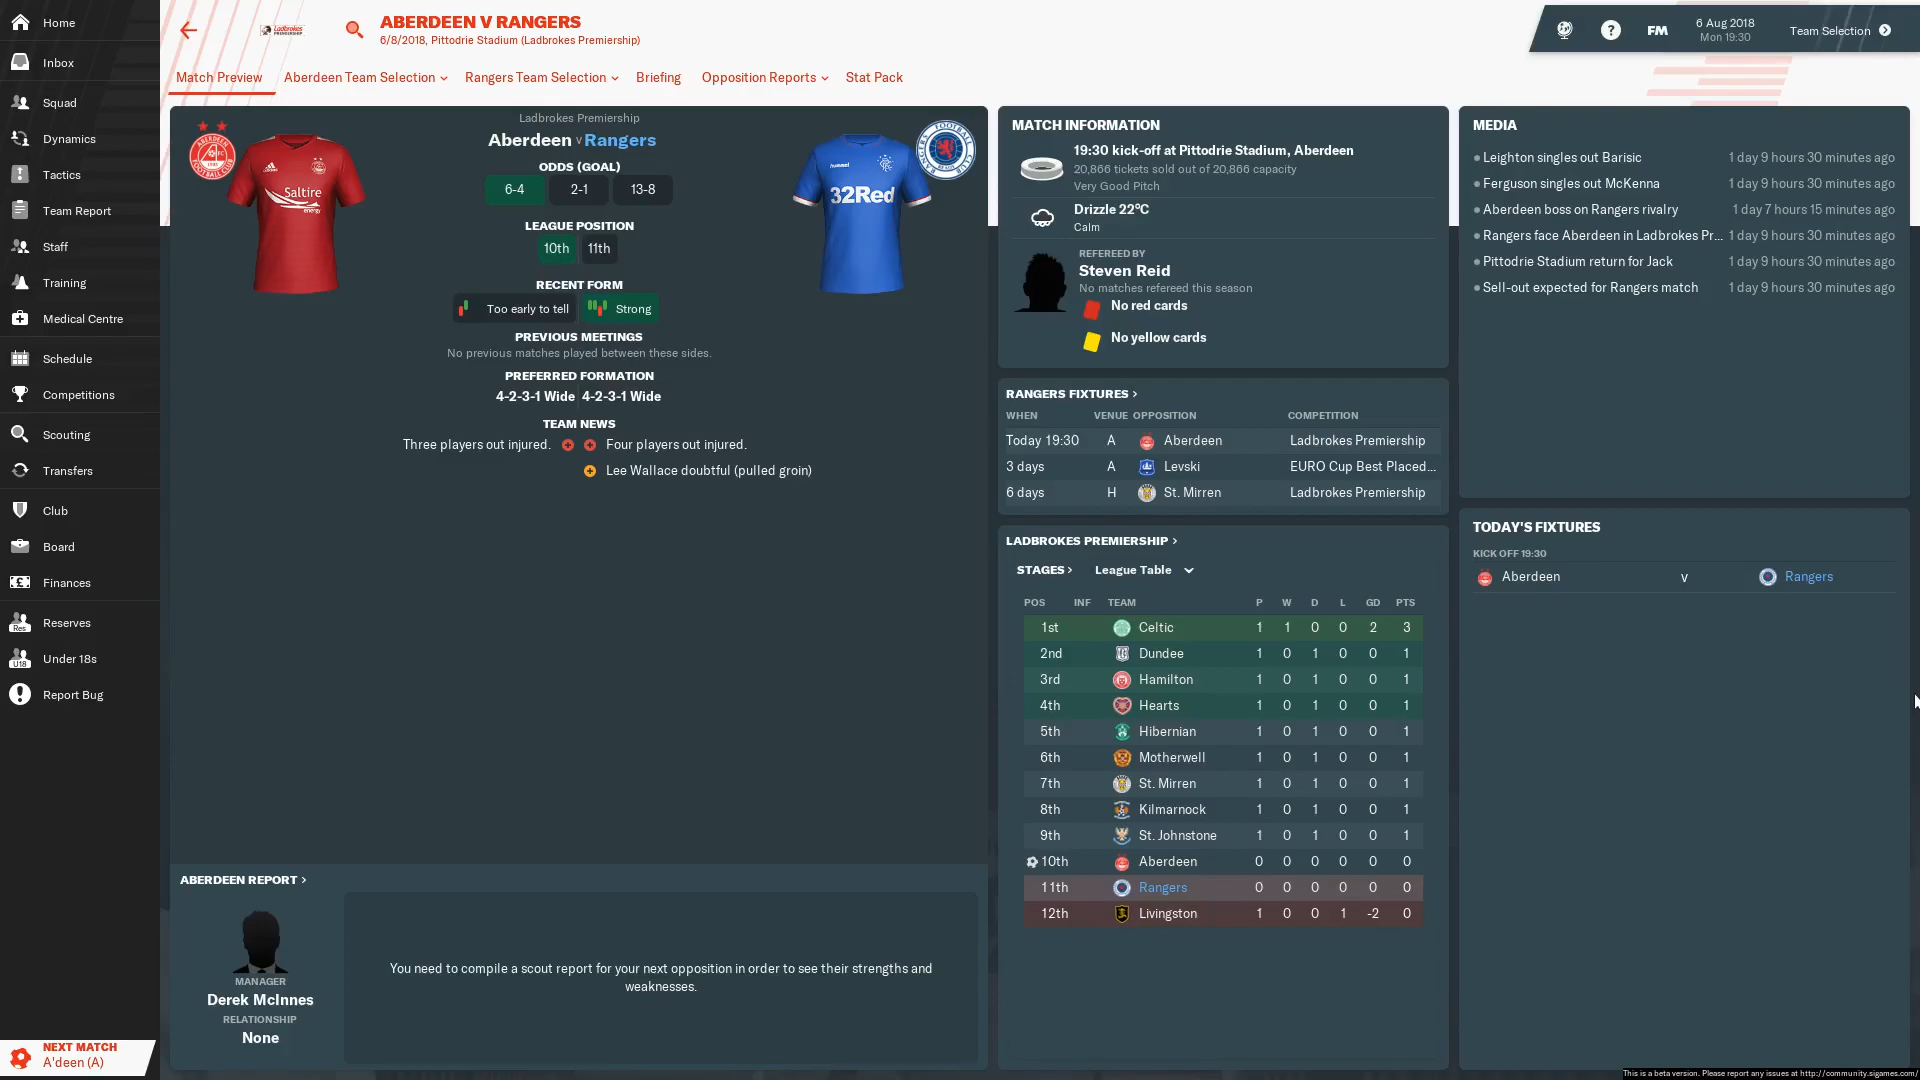 Home
Inbox
Squad
Dynamics
Tactics
Team Report
Staff
Training
Medical Centre
Schedule
Competitions
Scouting
Transfers
Club
Board
Finances
Res
Reserves
U18
Under 18s
Report Bug
NEXT MATCH
A'deen (A)
Ladbrokes
PREMIERSHIP
ABERDEEN V RANGERS
6/8/2018, Pittodrie Stadium (Ladbrokes Premiership)
FM
6 Aug 2018
Mon 19:30
Team Selection
Match Preview
Aberdeen Team Selection
Rangers Team Selection
Briefing
Opposition Reports
Stat Pack
Ladbrokes Premiership
Aberdeen v Rangers
ODDS (GOAL)
6-4 2-1 13-8
LEAGUE POSITION
10th 11th
RECENT FORM
Too early to tell Strong
PREVIOUS MEETINGS
No previous matches played between these sides.
PREFERRED FORMATION
4-2-3-1 Wide 4-2-3-1 Wide
TEAM NEWS
Three players out injured. Four players out injured.
Lee Wallace doubtful (pulled groin)
adidas
Saltire
energy
hummel
32Red
ABERDEEN REPORT >
MANAGER
Derek McInnes
RELATIONSHIP
None
You need to compile a scout report for your next opposition in order to see their strengths and
weaknesses.
MATCH INFORMATION
19:30 kick-off at Pittodrie Stadium, Aberdeen
20,866 tickets sold out of 20,866 capacity
Very Good Pitch
Drizzle 22°C
Calm
REFEREED BY
Steven Reid
No matches refereed this season
No red cards
No yellow cards
RANGERS FIXTURES >
WHEN VENUE OPPOSITION COMPETITION
Today 19:30 A Aberdeen Ladbrokes Premiership
3 days A Levski EURO Cup Best Placed...
6 days H St. Mirren Ladbrokes Premiership
LADBROKES PREMIERSHIP >
STAGES > League Table
POS INF TEAM P W D L GD PTS
1st Celtic 1 1 0 0 2 3
2nd Dundee 1 0 1 0 0 1
3rd Hamilton 1 0 1 0 0 1
4th Hearts 1 0 1 0 0 1
5th Hibernian 1 0 1 0 0 1
6th Motherwell 1 0 1 0 0 1
7th St. Mirren 1 0 1 0 0 1
8th Kilmarnock 1 0 1 0 0 1
9th St. Johnstone 1 0 1 0 0 1
10th Aberdeen 0 0 0 0 0 0
11th Rangers 0 0 0 0 0 0
12th Livingston 1 0 0 1 -2 0
MEDIA
Leighton singles out Barisic 1 day 9 hours 30 minutes ago
Ferguson singles out McKenna 1 day 9 hours 30 minutes ago
Aberdeen boss on Rangers rivalry 1 day 7 hours 15 minutes ago
Rangers face Aberdeen in Ladbrokes Pr... 1 day 9 hours 30 minutes ago
Pittodrie Stadium return for Jack 1 day 9 hours 30 minutes ago
Sell-out expected for Rangers match 1 day 9 hours 30 minutes ago
TODAY'S FIXTURES
KICK OFF 19:30
Aberdeen v Rangers
This is a beta version. Please report any issues at http://community.sigames.com/